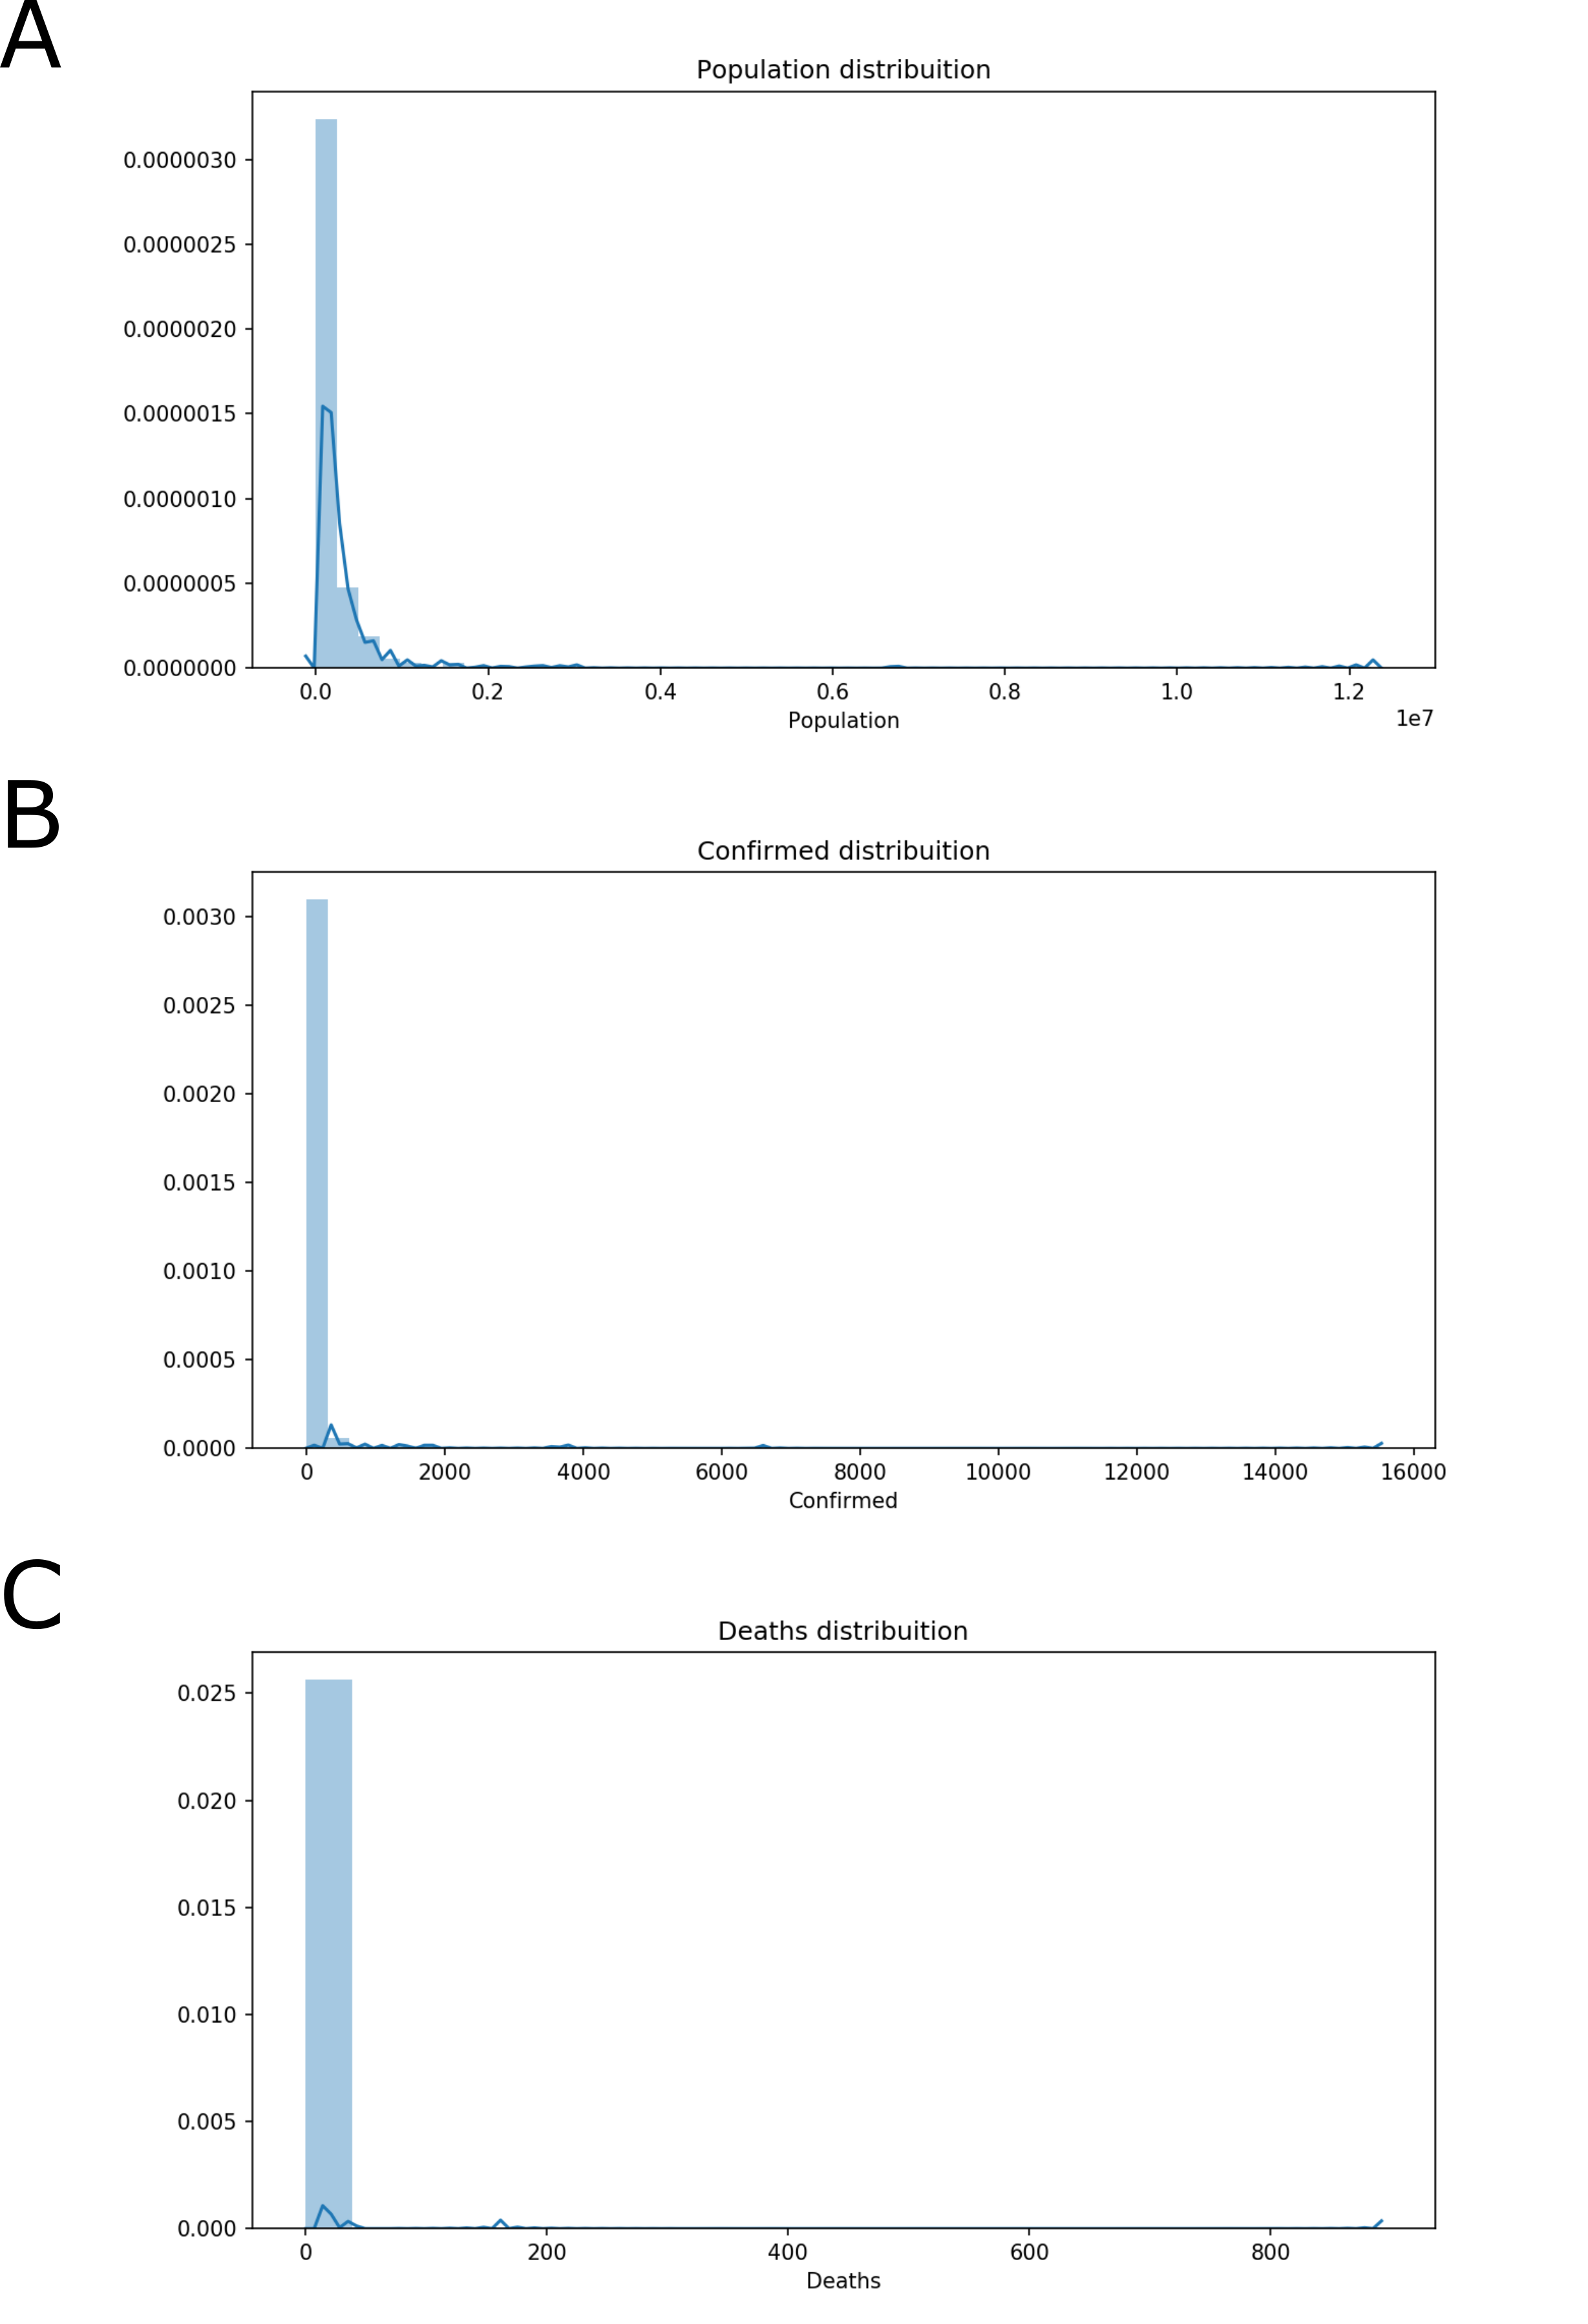 A
Population distribuition
0.0000030
0.0000025
0.0000020
0.0000015
0.0000010
0.0000005
0.0000000
0.0 0.2 0.4 0.6 0.8 1.0 1.2
1e7
Population
B
Confirmed distribuition
0.0030
0.0025
0.0020
0.0015
0.0010
0.0005
0.0000
0 2000 4000 6000 8000 10000 12000 14000 16000
Confirmed
C
Deaths distribuition
0.025
0.020
0.015
0.010
0.005
0.000
0 200 400 600 800
Deaths